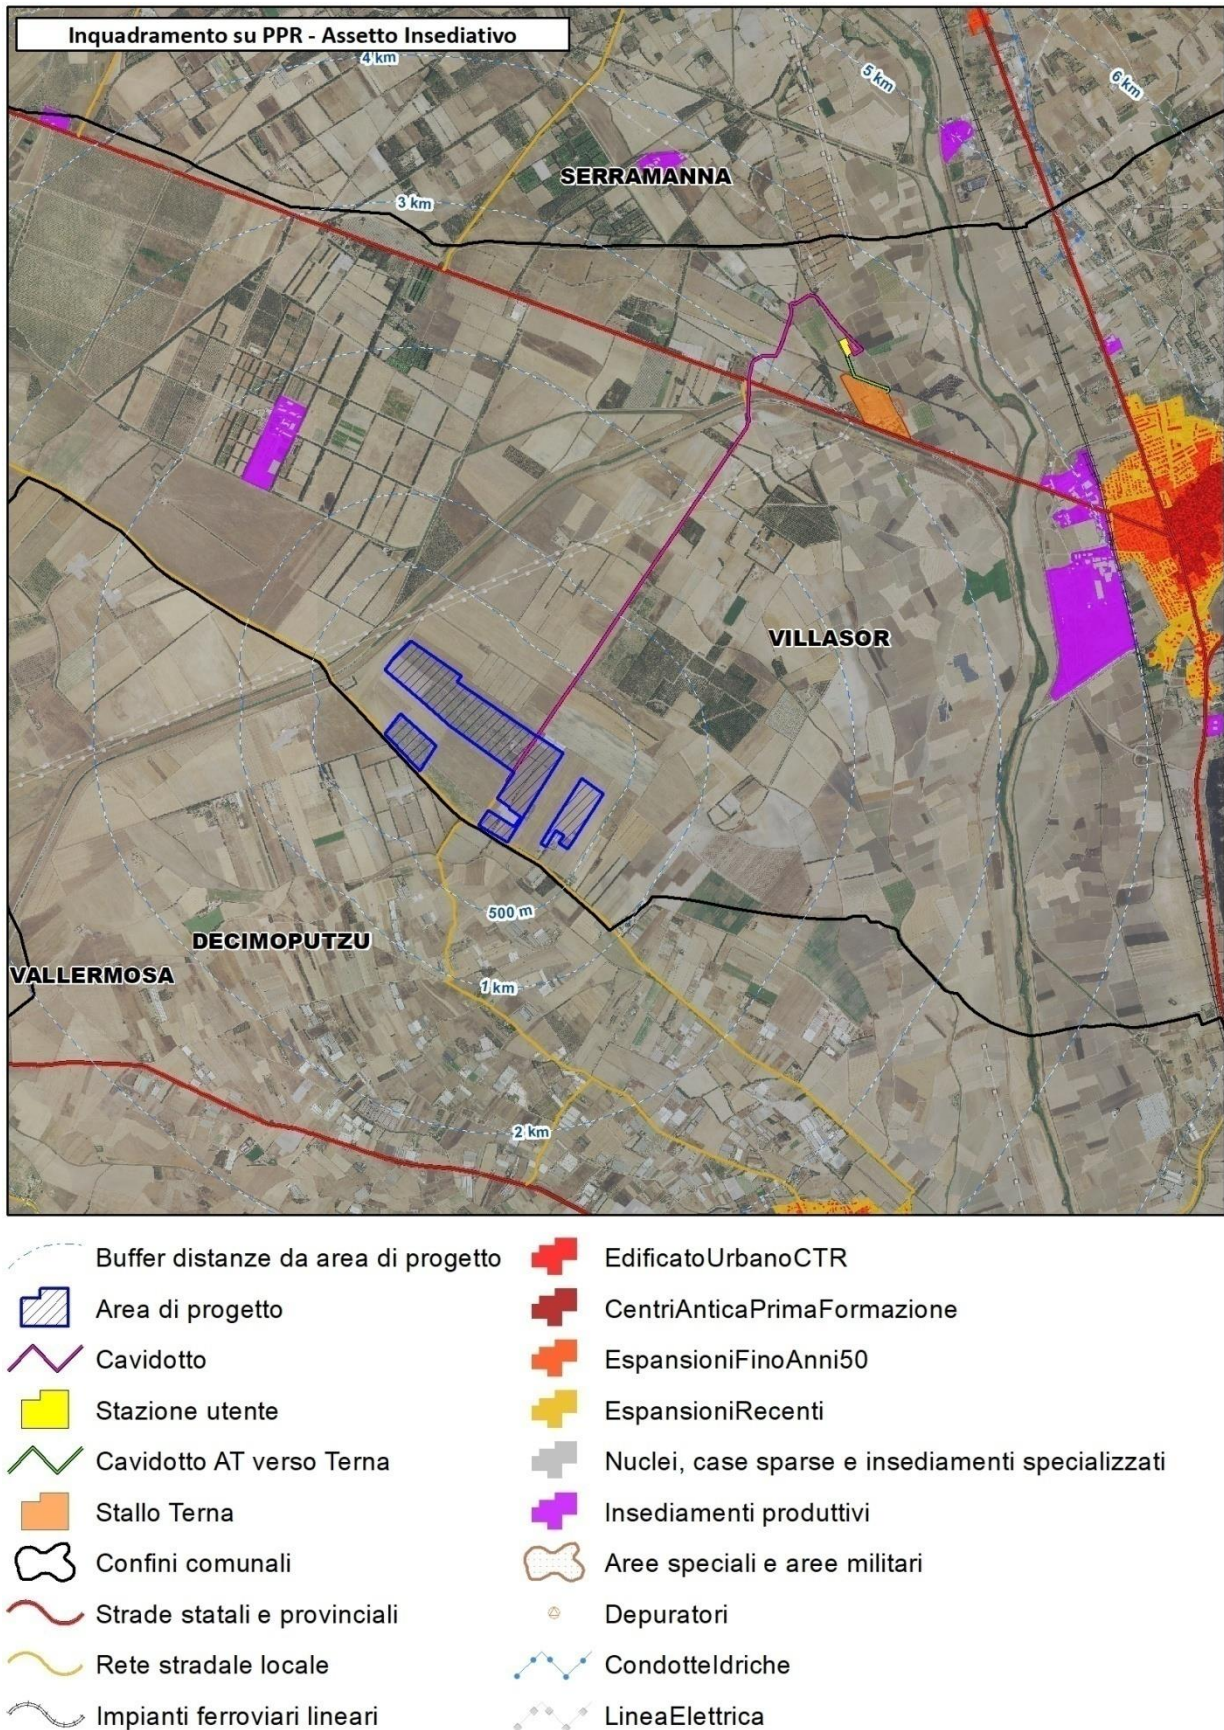 Inquadramento su PPR - Assetto Insediativo
4 km
5 km
6 km
SERRAMANNA
3 km
VILLASOR
500 m
DECIMOPUTZU
VALLERMOSA
1 km
2 km
Buffer distanze da area di progetto
Area di progetto
Cavidotto
Stazione utente
Cavidotto AT verso Terna
Stallo Terna
Confini comunali
Strade statali e provinciali
Rete stradale locale
Impianti ferroviari lineari
EdificatoUrbanoCTR
CentriAnticaPrimaFormazione
EspansioniFinoAnni50
EspansioniRecenti
Nuclei, case sparse e insediamenti specializzati
Insediamenti produttivi
Aree speciali e aree militari
Depuratori
CondotteIdriche
LineaElettrica